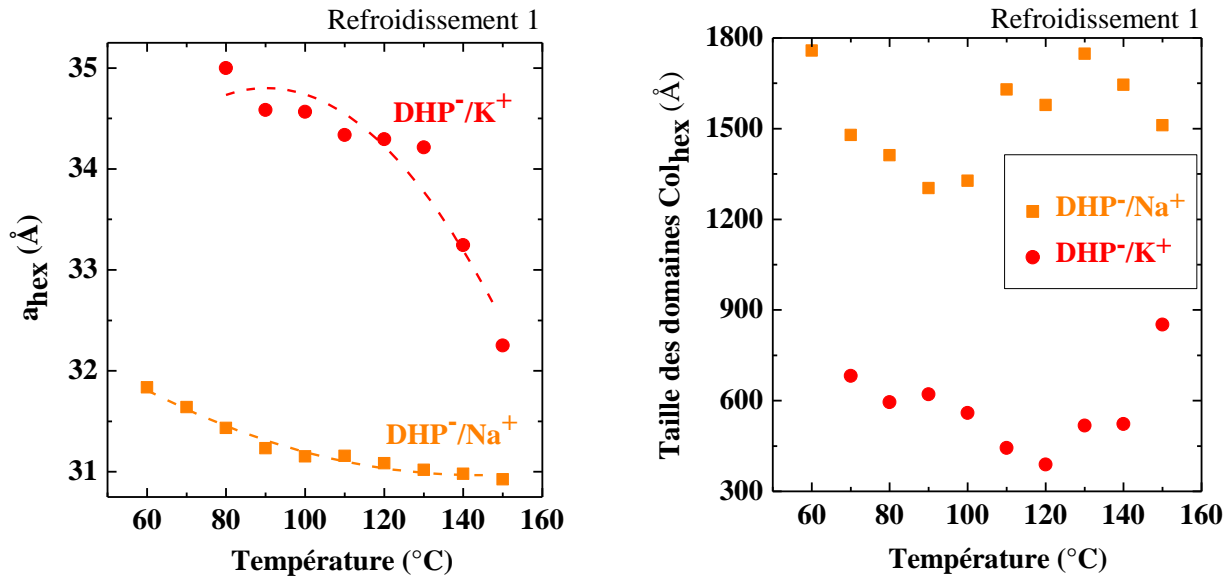 Refroidissement 1
35
34
33
32
31
a_hex (Å)
DHP⁻/K⁺
DHP⁻/Na⁺
60 80 100 120 140 160
Température (°C)
Refroidissement 1
1800
1500
1200
900
600
300
Taille des domaines Col_hex (Å)
DHP⁻/Na⁺
DHP⁻/K⁺
60 80 100 120 140 160
Température (°C)